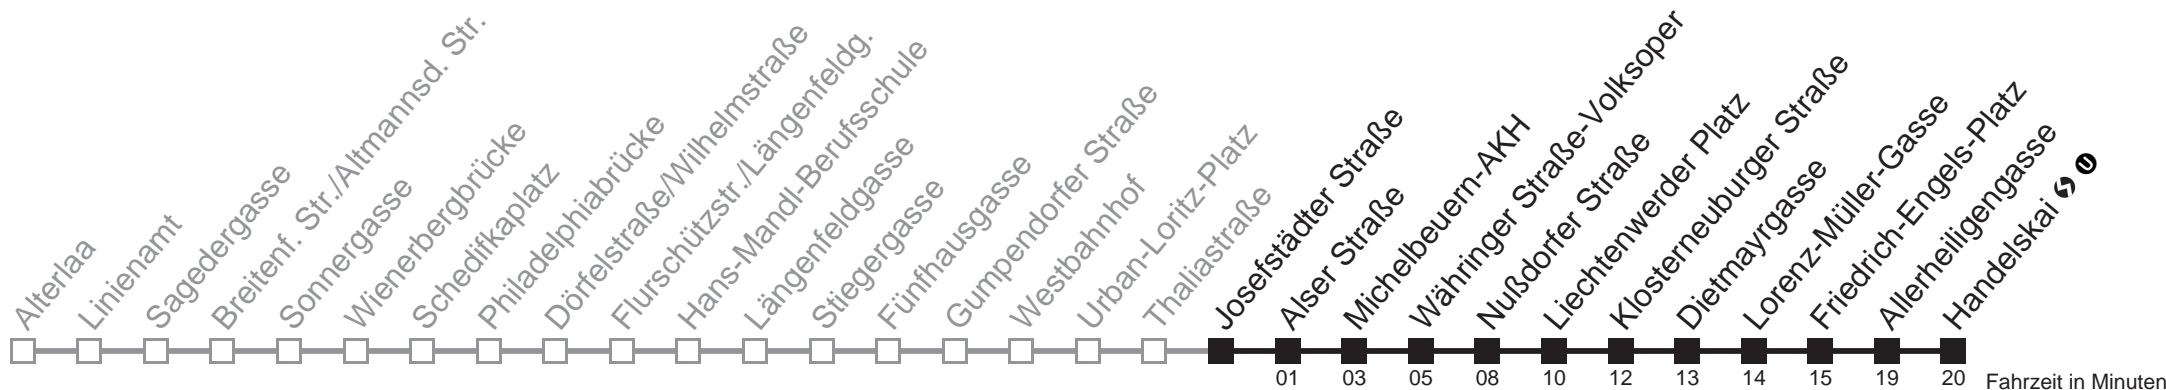 Alterlaa
Linienamt
Sagedergasse
Breitenf. Str./Altmannsd. Str.
Sonnergasse
Wienerbergbrücke
Schedifkaplatz
Philadelphiabrücke
Dörfelstraße/Wilhelmstraße
Flurschützstr./Längenfeldg.
Hans-Mandl-Berufsschule
Längenfeldgasse
Stiegergasse
Fünfhausgasse
Gumpendorfer Straße
Westbahnhof
Urban-Loritz-Platz
Thaliastraße
Josefstädter Straße
Alser Straße
Michelbeuern-AKH
Währinger Straße-Volksoper
Nußdorfer Straße
Liechtenwerder Platz
Klosterneuburger Straße
Dietmayrgasse
Lorenz-Müller-Gasse
Friedrich-Engels-Platz
Allerheiligengasse
Handelskai U
01 03 05 08 10 12 13 14 15 19 20 Fahrzeit in Minuten